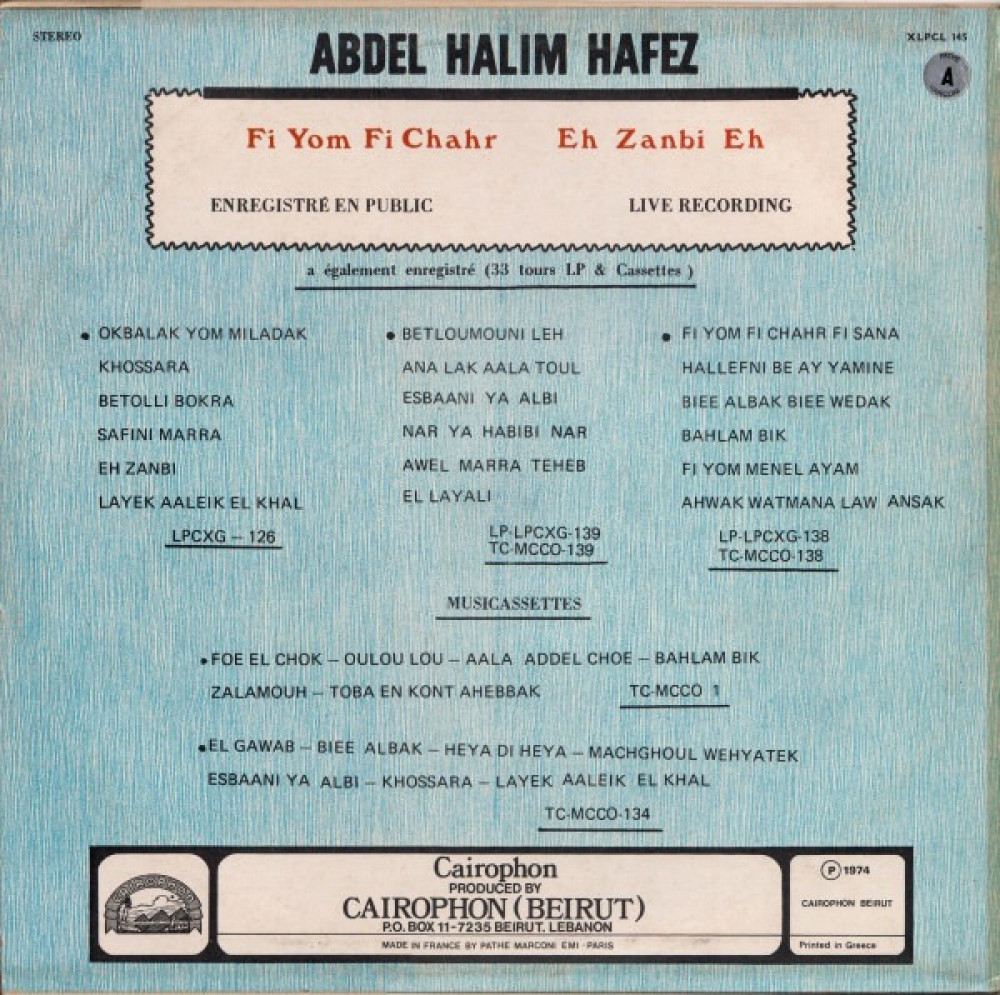 STEREO
XLPCL 145
ABDEL HALIM HAFEZ
A
Fi Yom Fi Chahr Eh Zanbi Eh
ENREGISTRÉ EN PUBLIC LIVE RECORDING
a également enregistré (33 tours LP & Cassettes )
• OKBALAK YOM MILADAK
KHOSSARA
BETOLLI BOKRA
SAFINI MARRA
EH ZANBI
LAYEK AALEIK EL KHAL
LPCXG – 126
• BETLOUMOUNI LEH
ANA LAK AALA TOUL
ESBAANI YA ALBI
NAR YA HABIBI NAR
AWEL MARRA TEHEB
EL LAYALI
LP-LPCXG-139
TC-MCCO-139
• FI YOM FI CHAHR FI SANA
HALLEFNI BE AY YAMINE
BIEE ALBAK BIEE WEDAK
BAHLAM BIK
FI YOM MENEL AYAM
AHWAK WATMANA LAW ANSAK
LP-LPCXG-138
TC-MCCO-138
MUSICASSETTES
• FOE EL CHOK – OULOU LOU – AALA ADDEL CHOE – BAHLAM BIK
ZALAMOUH – TOBA EN KONT AHEBBAK TC-MCCO 1
• EL GAWAB – BIEE ALBAK – HEYA DI HEYA – MACHGHOUL WEHYATEK
ESBAANI YA ALBI – KHOSSARA – LAYEK AALEIK EL KHAL
TC-MCCO-134
Cairophon
PRODUCED BY
CAIROPHON (BEIRUT)
P.O. BOX 11-7235 BEIRUT. LEBANON
MADE IN FRANCE BY PATHE MARCONI EMI - PARIS
Ⓟ 1974
CAIROPHON BEIRUT
Printed in Greece